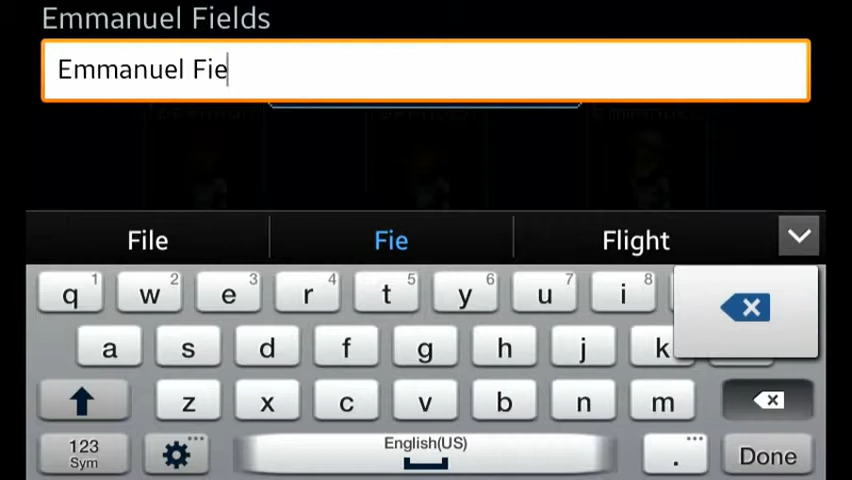 Emmanuel Fields
Emmanuel Fie
File Fie Flight
q 1 w 2 e 3 r 4 t 5 y 6 u 7 i 8
a s d f g h j k
z x c v b n m
123 Sym English(US) . ... Done